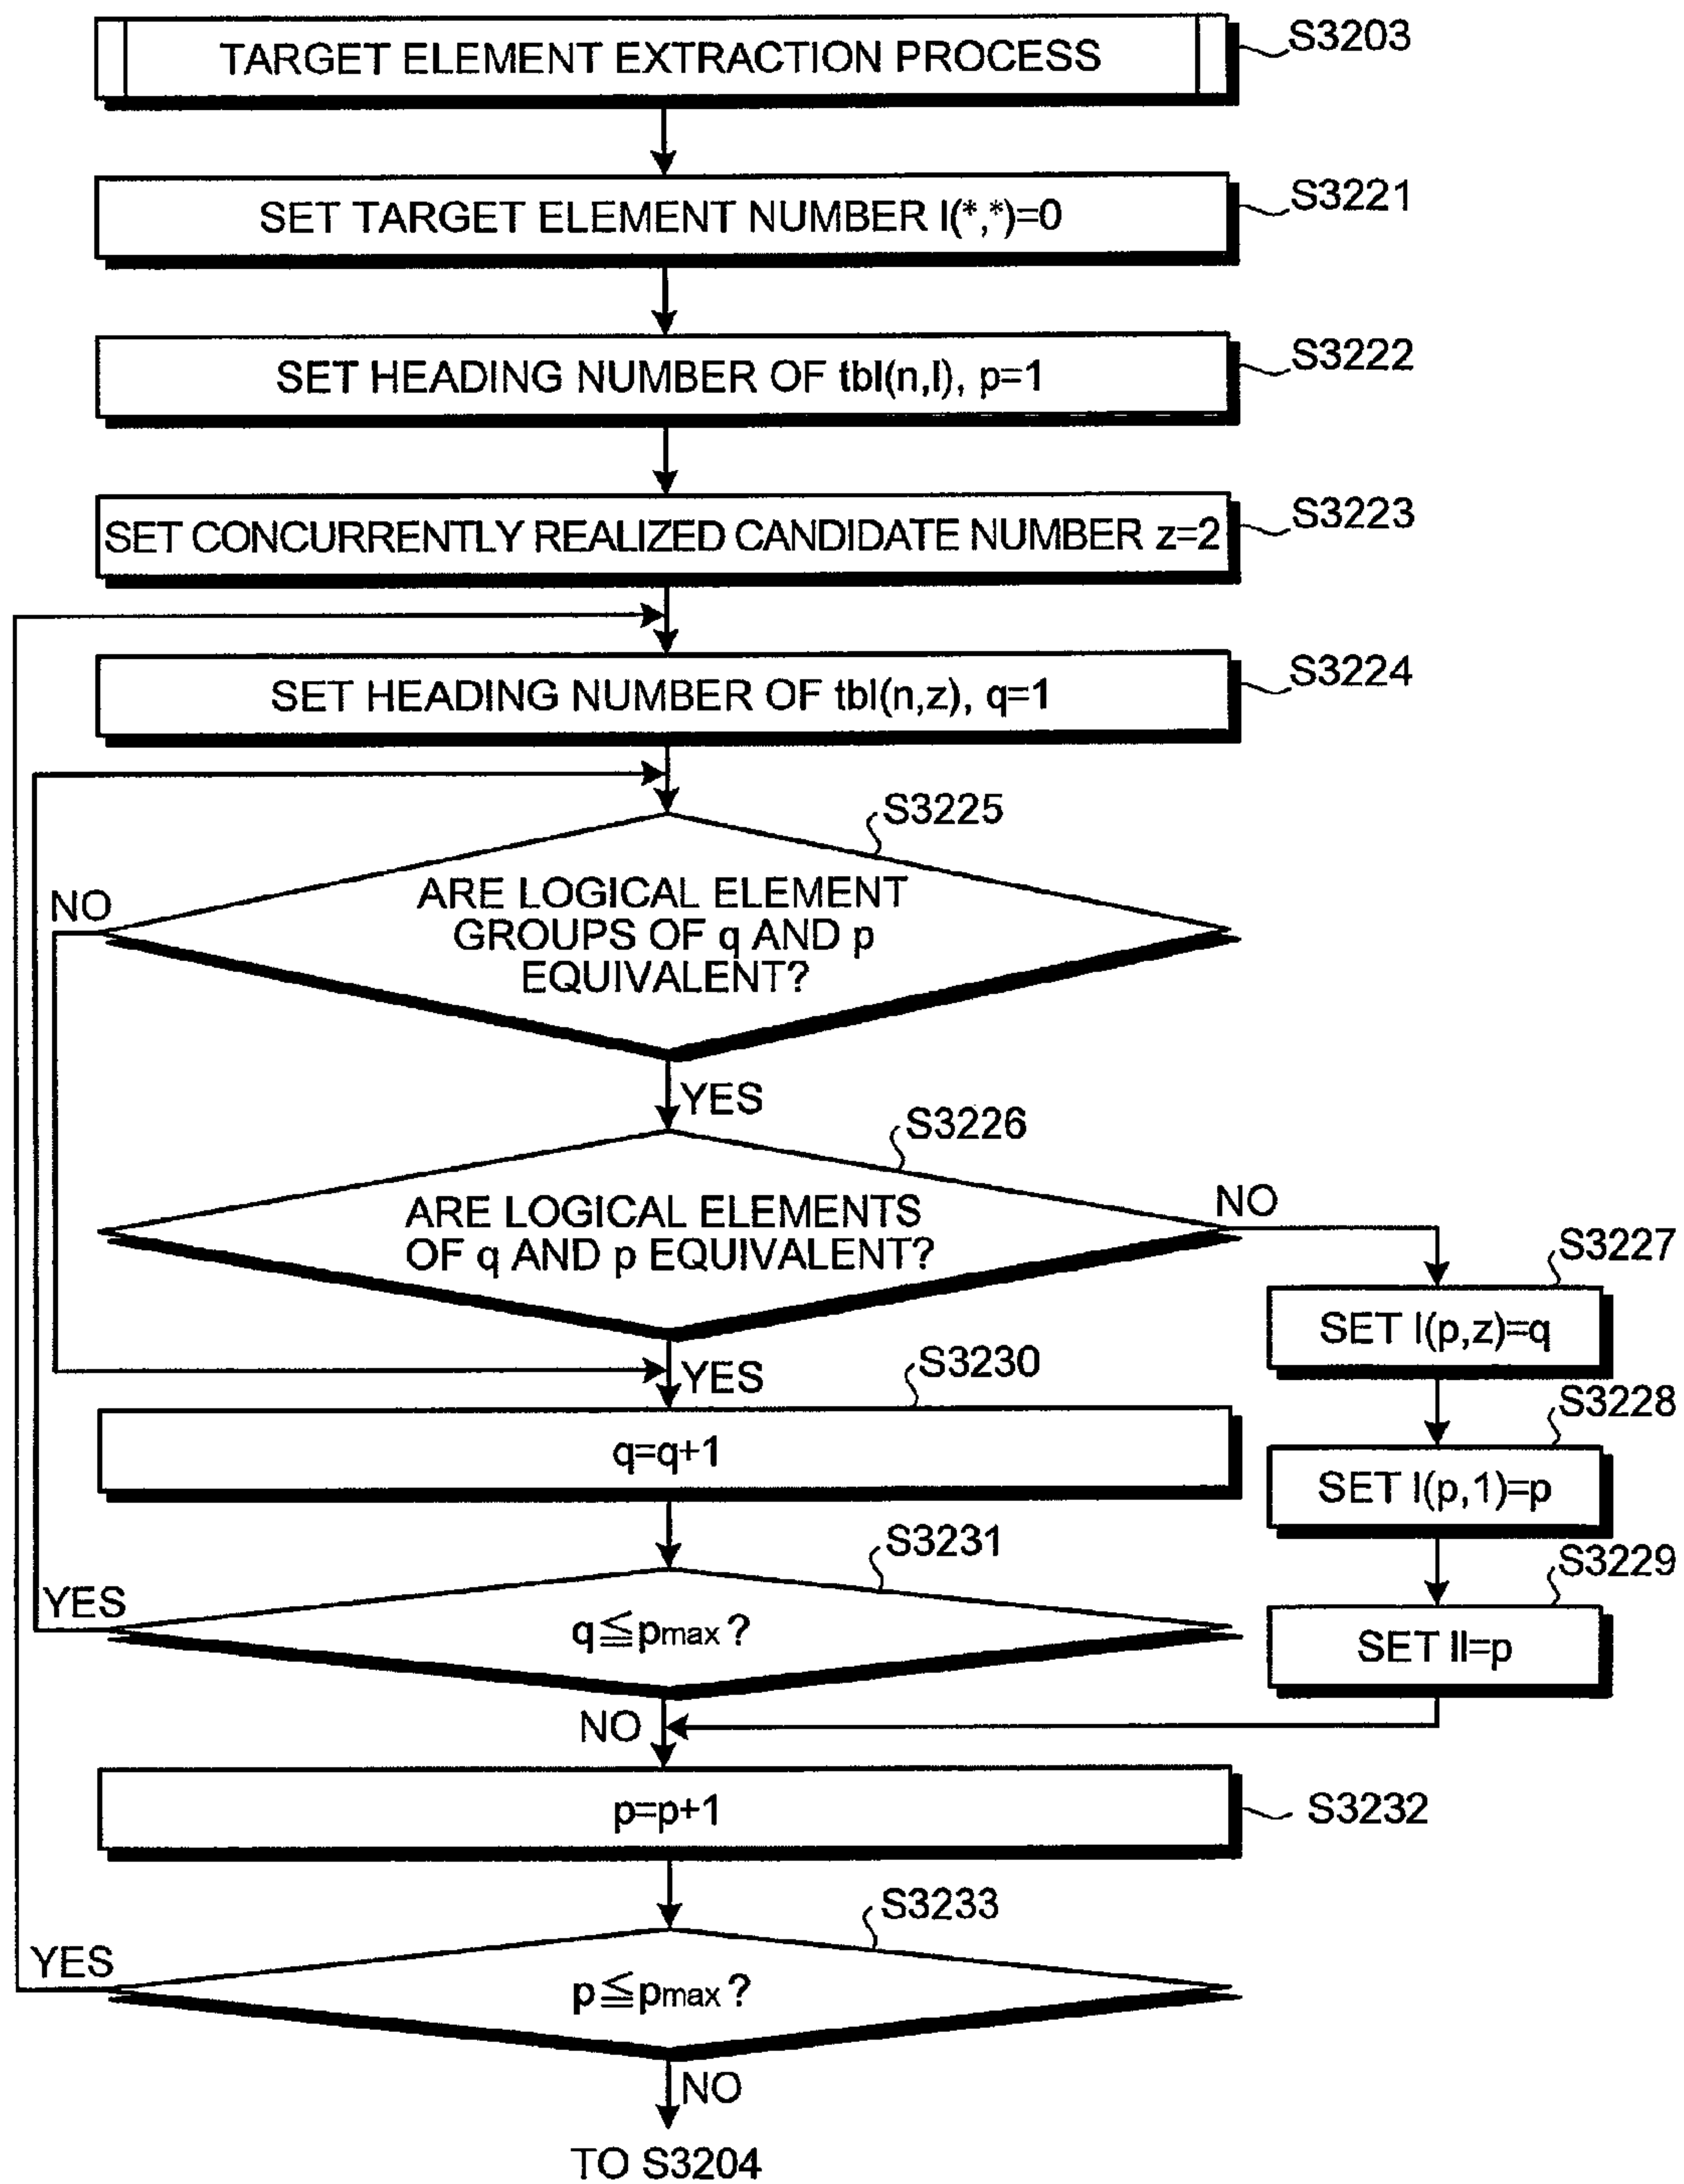 TARGET ELEMENT EXTRACTION PROCESS
S3203
SET TARGET ELEMENT NUMBER I(*,*)=0
S3221
SET HEADING NUMBER OF tbl(n,l), p=1
S3222
SET CONCURRENTLY REALIZED CANDIDATE NUMBER z=2
S3223
SET HEADING NUMBER OF tbl(n,z), q=1
S3224
S3225
ARE LOGICAL ELEMENT
GROUPS OF q AND p
EQUIVALENT?
NO
YES
S3226
ARE LOGICAL ELEMENTS
OF q AND p EQUIVALENT?
NO
YES
S3227
SET I(p,z)=q
S3228
SET I(p,1)=p
S3229
SET II=p
S3230
q=q+1
S3231
q≦pmax?
YES
NO
p=p+1
S3232
S3233
p≦pmax?
YES
NO
TO S3204